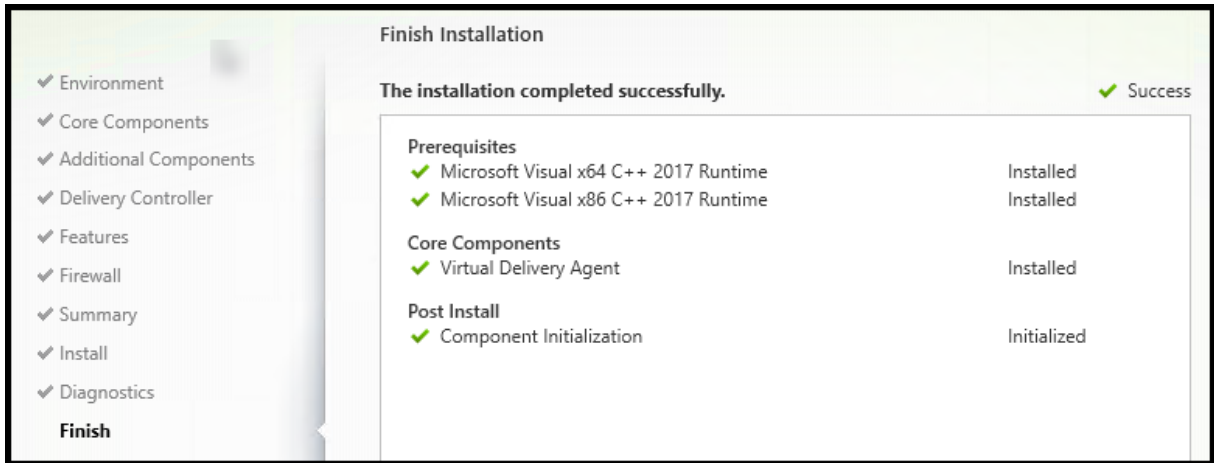 Finish Installation
Environment
Core Components
Additional Components
Delivery Controller
Features
Firewall
Summary
Install
Diagnostics
Finish
The installation completed successfully.
Success
Prerequisites
Microsoft Visual x64 C++ 2017 Runtime Installed
Microsoft Visual x86 C++ 2017 Runtime Installed
Core Components
Virtual Delivery Agent Installed
Post Install
Component Initialization Initialized